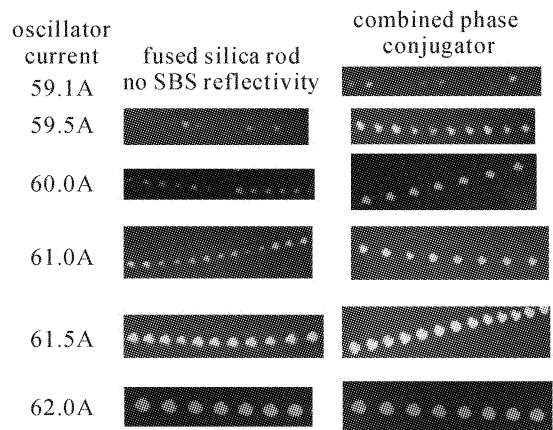 oscillator
current
fused silica rod
no SBS reflectivity
combined phase
conjugator
59.1A
59.5A
60.0A
61.0A
61.5A
62.0A